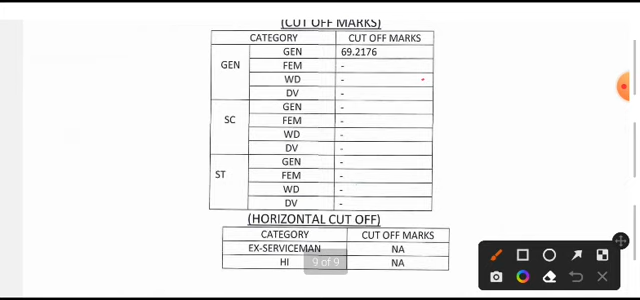 (CUT OFF MARKS)
CATEGORY CUT OFF MARKS
GEN GEN 69.2176
FEM -
WD -
DV -
SC GEN -
FEM -
WD -
DV -
ST GEN -
FEM -
WD -
DV -
(HORIZONTAL CUT OFF)
CATEGORY CUT OFF MARKS
EX-SERVICEMAN NA
HI NA
9 of 9